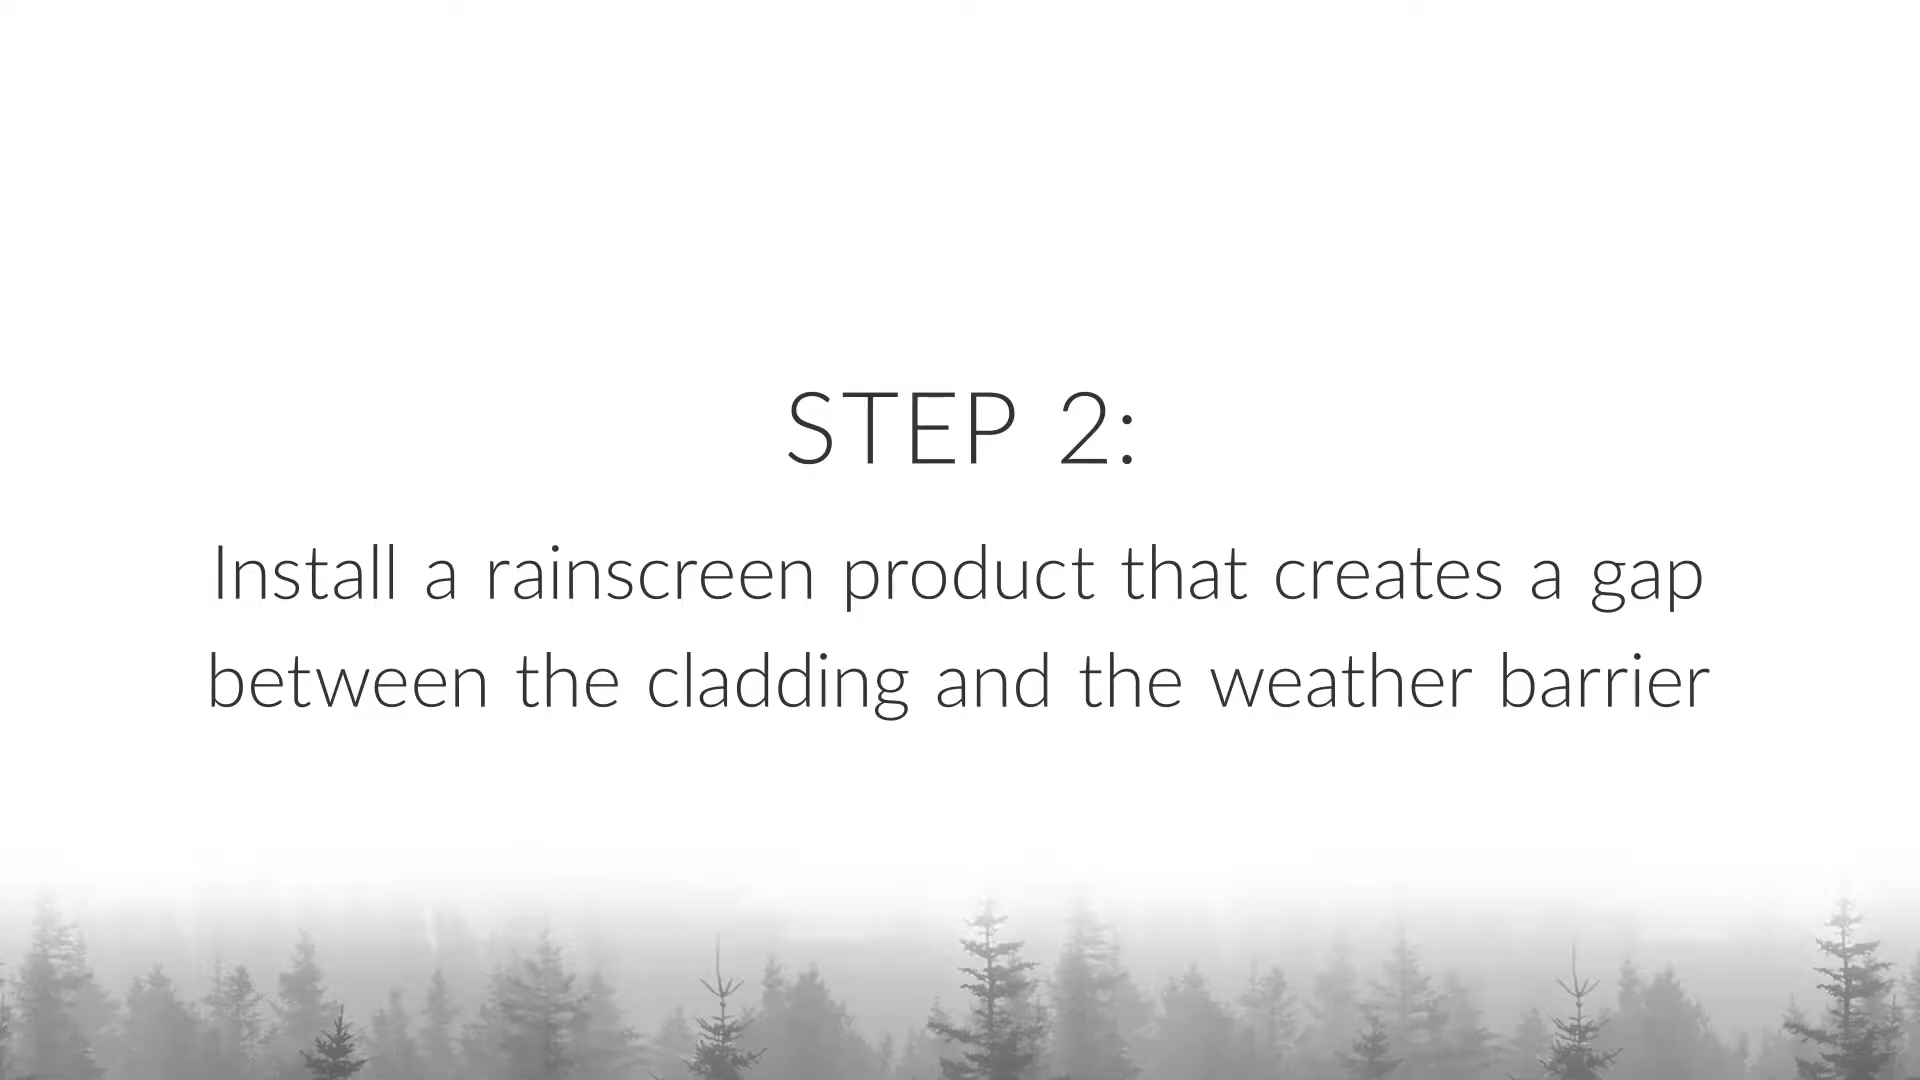 STEP 2:
Install a rainscreen product that creates a gap
between the cladding and the weather barrier